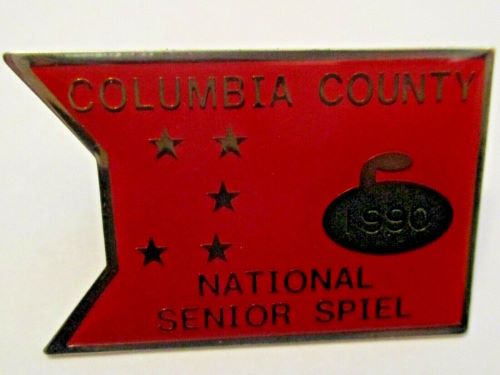 COLUMBIA COUNTY
1990
NATIONAL
SENIOR SPIEL